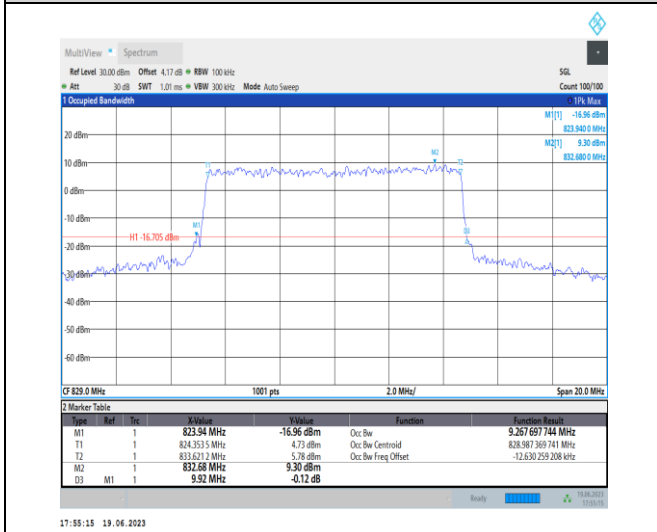 MultiView Spectrum
Ref Level 30.00 dBm Offset 4.17 dB RBW 100 kHz SGL
Att 30 dB SWT 1.01 ms VBW 300 kHz Mode Auto Sweep Count 100/100
1 Occupied Bandwidth 1Pk Max
M1[1] -16.96 dBm
823.940 0 MHz
M2[1] 9.30 dBm
832.680 0 MHz
20 dBm
M2
T1
T2
10 dBm
0 dBm
-10 dBm
M1
D3
H1 -16.705 dBm
-20 dBm
-30 dBm
-40 dBm
-50 dBm
-60 dBm
CF 829.0 MHz 1001 pts 2.0 MHz/ Span 20.0 MHz
2 Marker Table
Type Ref Trc X-Value Y-Value Function Function Result
M1 1 823.94 MHz -16.96 dBm Occ Bw 9.267 697 744 MHz
T1 1 824.353 5 MHz 4.73 dBm Occ Bw Centroid 828.987 369 741 MHz
T2 1 833.621 2 MHz 5.78 dBm Occ Bw Freq Offset -12.630 259 208 kHz
M2 1 832.68 MHz 9.30 dBm
D3 M1 1 9.92 MHz -0.12 dB
Ready 19.06.2023
17:55:15
17:55:15 19.06.2023